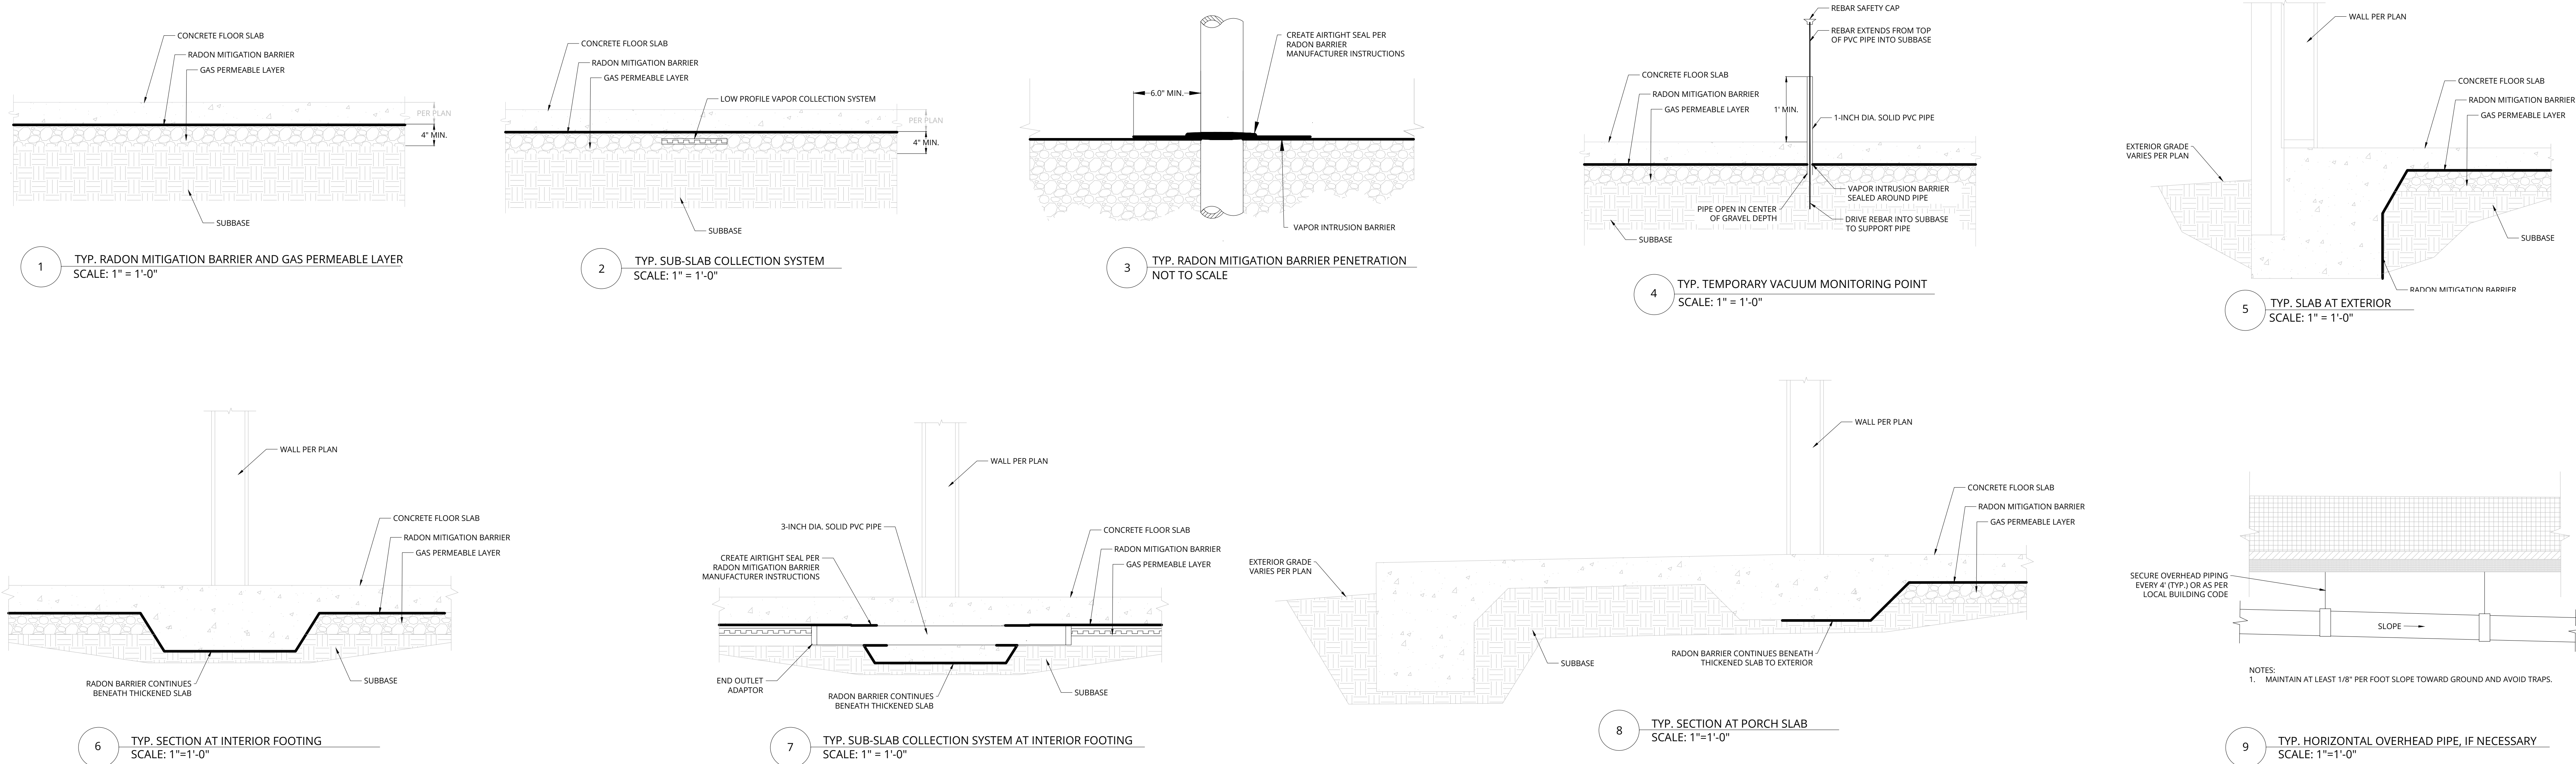 CONCRETE FLOOR SLAB
RADON MITIGATION BARRIER
GAS PERMEABLE LAYER
PER PLAN
4" MIN.
SUBBASE
1
TYP. RADON MITIGATION BARRIER AND GAS PERMEABLE LAYER
SCALE: 1" = 1'-0"
CONCRETE FLOOR SLAB
RADON MITIGATION BARRIER
GAS PERMEABLE LAYER
LOW PROFILE VAPOR COLLECTION SYSTEM
PER PLAN
4" MIN.
SUBBASE
2
TYP. SUB-SLAB COLLECTION SYSTEM
SCALE: 1" = 1'-0"
CREATE AIRTIGHT SEAL PER
RADON BARRIER
MANUFACTURER INSTRUCTIONS
6.0" MIN.
VAPOR INTRUSION BARRIER
3
TYP. RADON MITIGATION BARRIER PENETRATION
NOT TO SCALE
REBAR SAFETY CAP
REBAR EXTENDS FROM TOP
OF PVC PIPE INTO SUBBASE
CONCRETE FLOOR SLAB
RADON MITIGATION BARRIER
GAS PERMEABLE LAYER
1' MIN.
1-INCH DIA. SOLID PVC PIPE
VAPOR INTRUSION BARRIER
SEALED AROUND PIPE
PIPE OPEN IN CENTER
OF GRAVEL DEPTH
DRIVE REBAR INTO SUBBASE
TO SUPPORT PIPE
SUBBASE
4
TYP. TEMPORARY VACUUM MONITORING POINT
SCALE: 1" = 1'-0"
WALL PER PLAN
CONCRETE FLOOR SLAB
RADON MITIGATION BARRIER
GAS PERMEABLE LAYER
EXTERIOR GRADE
VARIES PER PLAN
SUBBASE
RADON MITIGATION BARRIER
5
TYP. SLAB AT EXTERIOR
SCALE: 1" = 1'-0"
WALL PER PLAN
CONCRETE FLOOR SLAB
RADON MITIGATION BARRIER
GAS PERMEABLE LAYER
RADON BARRIER CONTINUES
BENEATH THICKENED SLAB
SUBBASE
6
TYP. SECTION AT INTERIOR FOOTING
SCALE: 1"=1'-0"
WALL PER PLAN
3-INCH DIA. SOLID PVC PIPE
CONCRETE FLOOR SLAB
RADON MITIGATION BARRIER
GAS PERMEABLE LAYER
CREATE AIRTIGHT SEAL PER
RADON MITIGATION BARRIER
MANUFACTURER INSTRUCTIONS
END OUTLET
ADAPTOR
RADON BARRIER CONTINUES
BENEATH THICKENED SLAB
SUBBASE
7
TYP. SUB-SLAB COLLECTION SYSTEM AT INTERIOR FOOTING
SCALE: 1" = 1'-0"
WALL PER PLAN
CONCRETE FLOOR SLAB
RADON MITIGATION BARRIER
GAS PERMEABLE LAYER
EXTERIOR GRADE
VARIES PER PLAN
SUBBASE
RADON BARRIER CONTINUES BENEATH
THICKENED SLAB TO EXTERIOR
8
TYP. SECTION AT PORCH SLAB
SCALE: 1"=1'-0"
SECURE OVERHEAD PIPING
EVERY 4' (TYP.) OR AS PER
LOCAL BUILDING CODE
SLOPE
NOTES:
1. MAINTAIN AT LEAST 1/8" PER FOOT SLOPE TOWARD GROUND AND AVOID TRAPS.
9
TYP. HORIZONTAL OVERHEAD PIPE, IF NECESSARY
SCALE: 1"=1'-0"